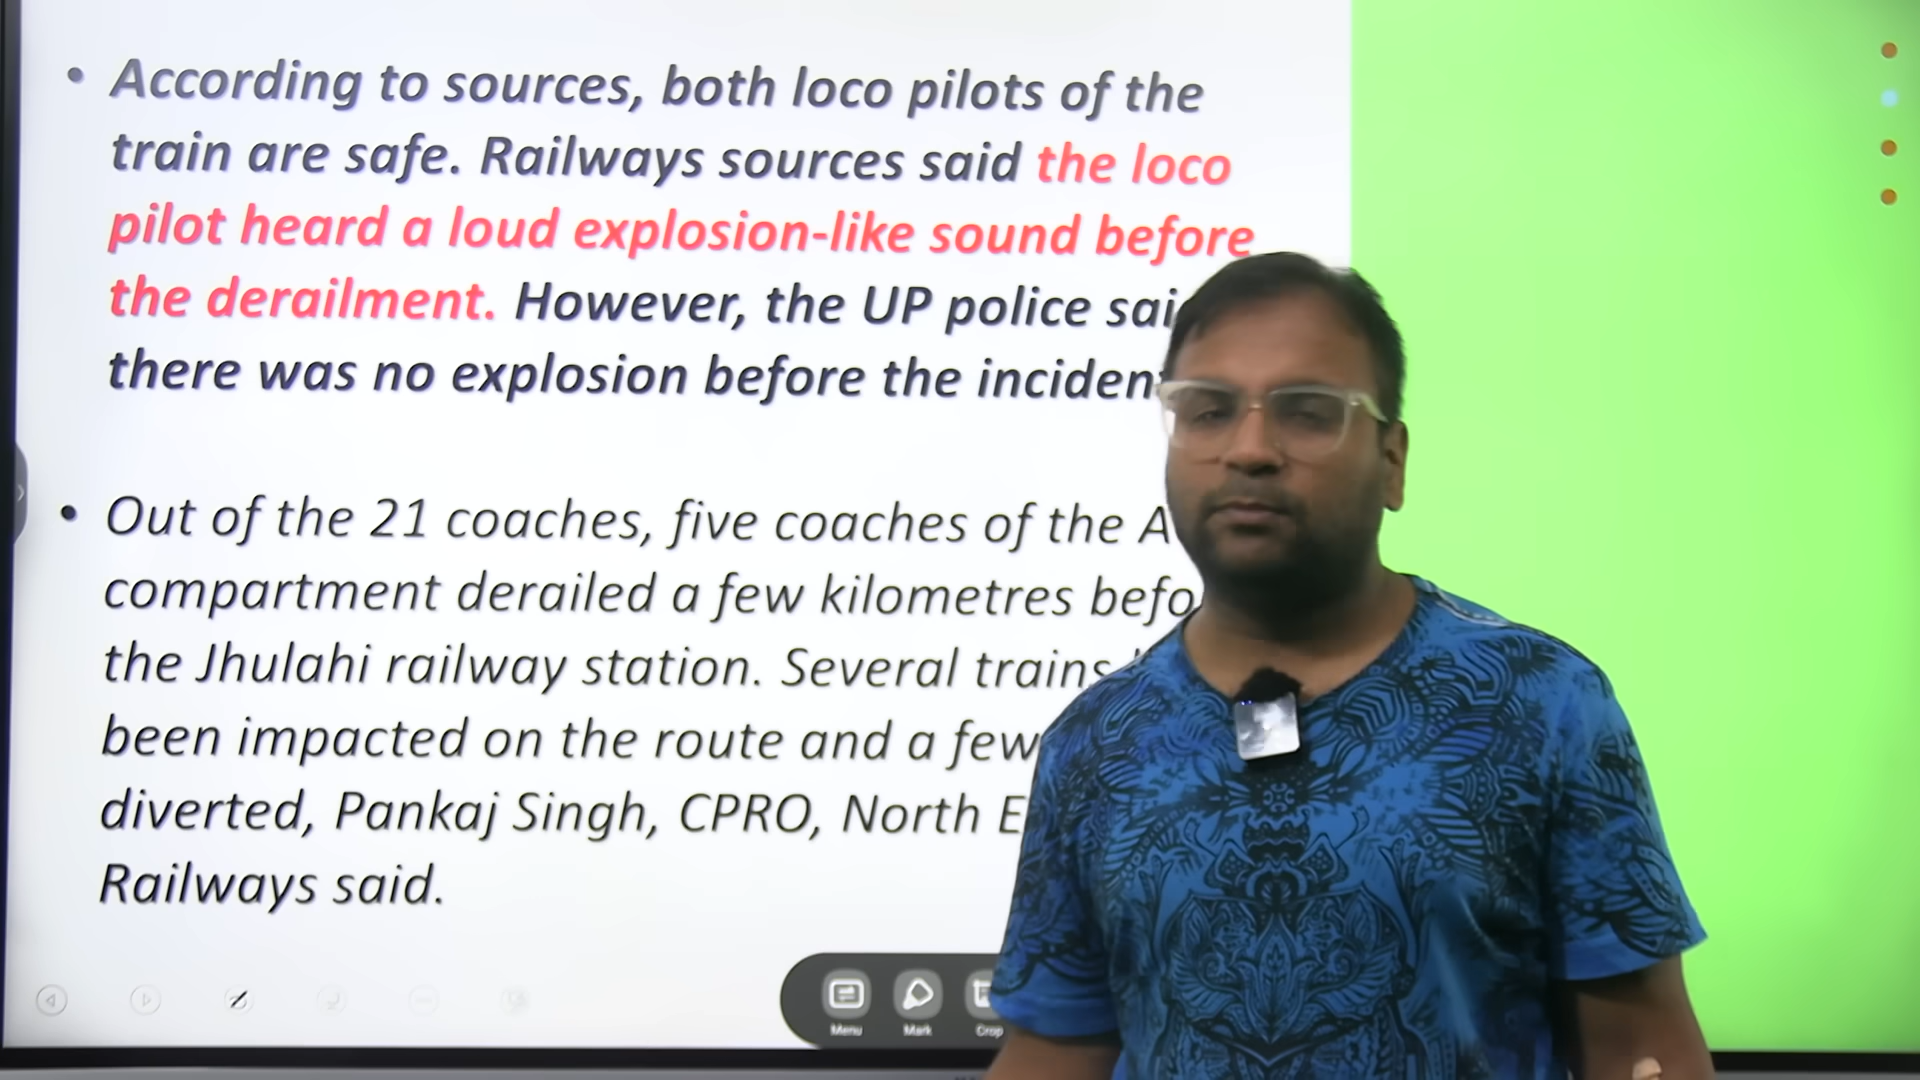 • According to sources, both loco pilots of the
train are safe. Railways sources said the loco
pilot heard a loud explosion-like sound before
the derailment. However, the UP police
there was no explosion before the
• Out of the 21 coaches, five coaches of the
compartment derailed a few kilometres
the Jhulahi railway station. Several trains
been impacted on the route and a few
diverted, Pankaj Singh, CPRO, North
Railways said.
Menu Mark Crop